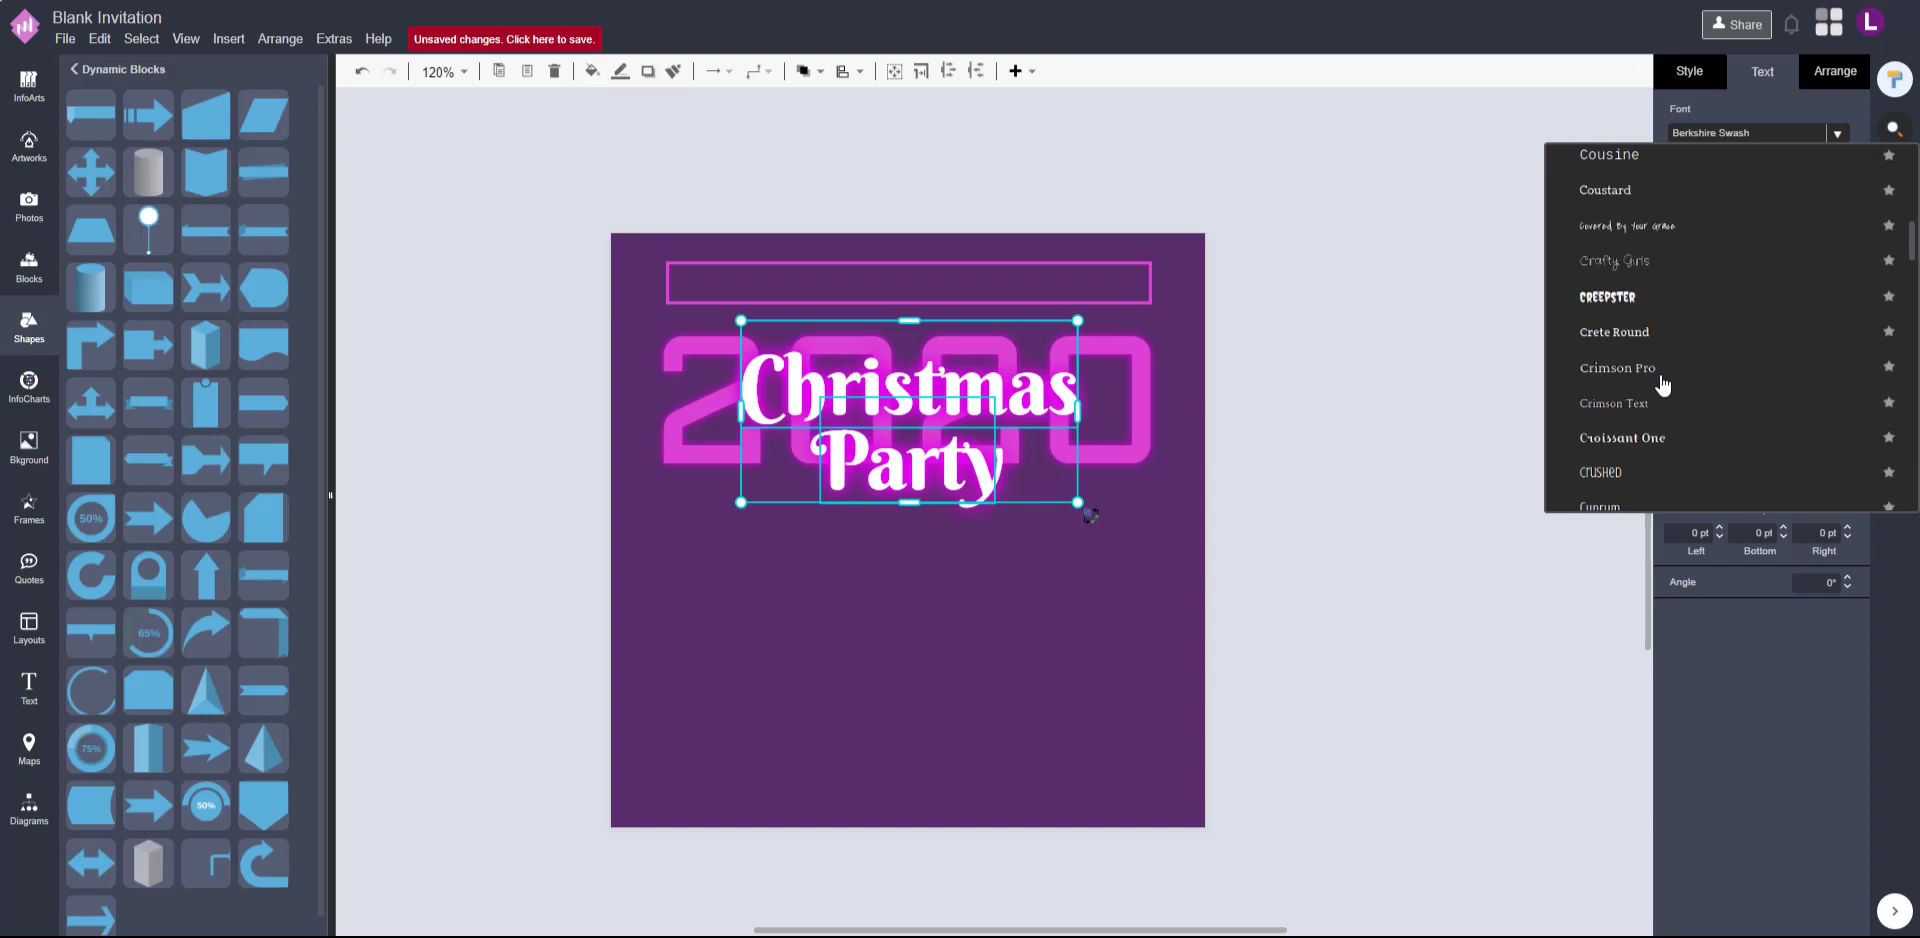 Blank Invitation
File Edit Select View Insert Arrange Extras Help
Unsaved changes. Click here to save.
Share
L
InfoArts
Artworks
Photos
Blocks
Shapes
InfoCharts
Bkground
Frames
Quotes
Layouts
Text
Maps
Diagrams
Dynamic Blocks
50%
65%
75%
50%
120%
2020
Christmas
Party
Style Text Arrange
Font
Berkshire Swash
Cousine
Coustard
Covered By Your Grace
Crafty Girls
CREEPSTER
Crete Round
Crimson Pro
Crimson Text
Croissant One
Crushed
Cuprum
0 pt 0 pt 0 pt
Left Bottom Right
Angle 0°